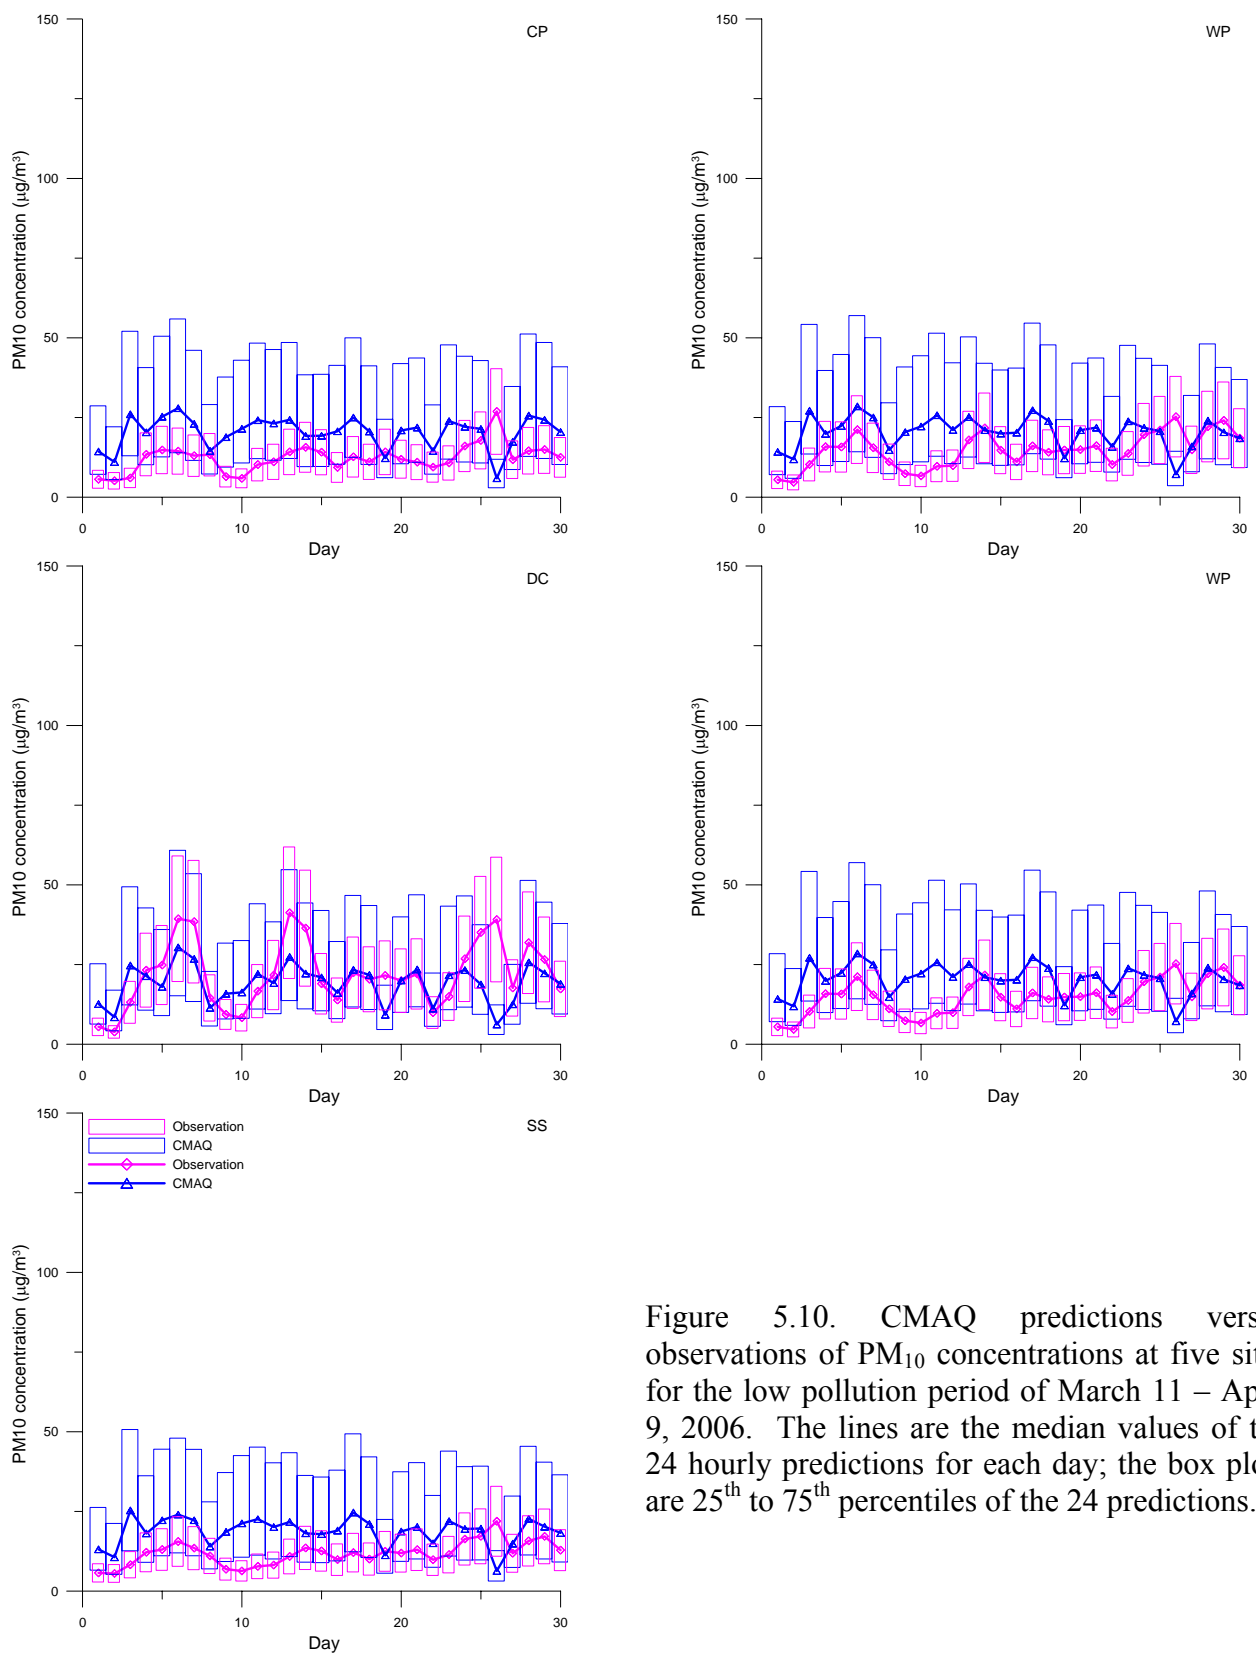 150
CP
100
50
0
PM10 concentration (µg/m³)
0
10
20
30
Day
150
WP
100
50
0
PM10 concentration (µg/m³)
0
10
20
30
Day
150
DC
100
50
0
PM10 concentration (µg/m³)
0
10
20
30
Day
150
WP
100
50
0
PM10 concentration (µg/m³)
0
10
20
30
Day
150
SS
Observation
CMAQ
Observation
CMAQ
100
50
0
PM10 concentration (µg/m³)
0
10
20
30
Day
Figure 5.10. CMAQ predictions
observations of PM₁₀ concentrations at five
for the low pollution period of March 11 –
9, 2006. The lines are the median values of
24 hourly predictions for each day; the box
are 25th to 75th percentiles of the 24 predictions.